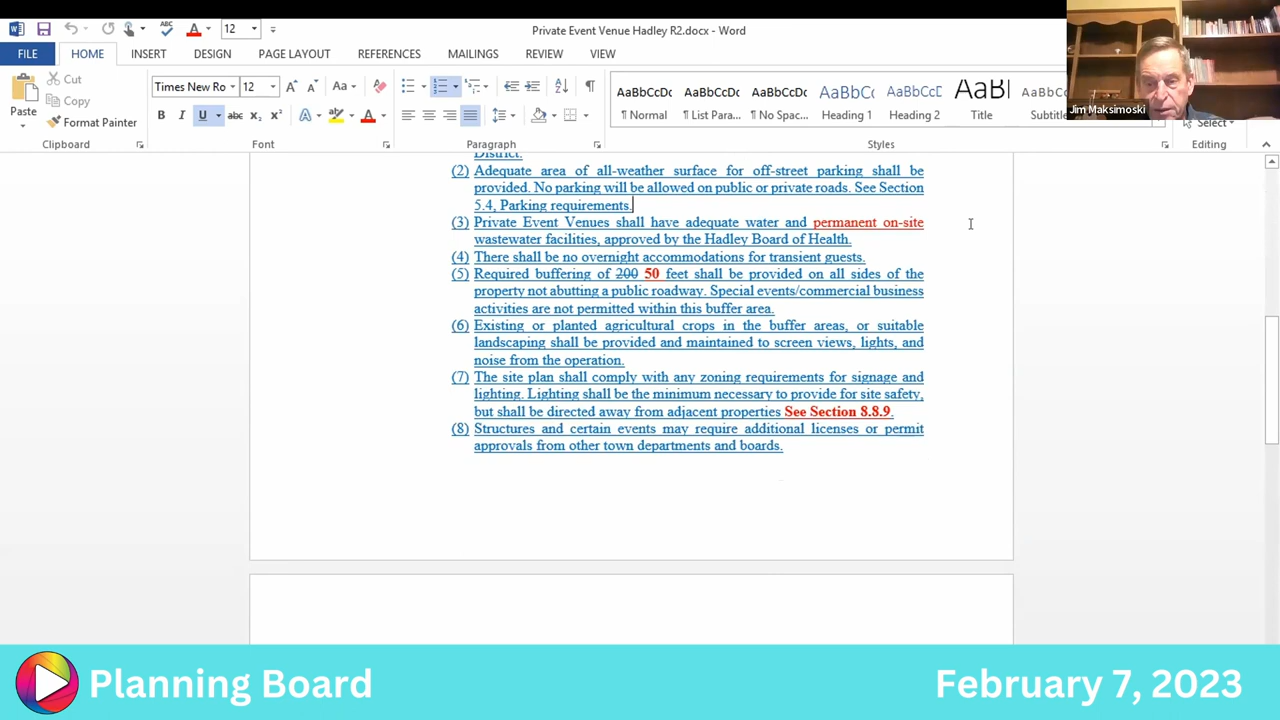 Private Event Venue Hadley R2.docx - Word
12
FILE HOME INSERT DESIGN PAGE LAYOUT REFERENCES MAILINGS REVIEW VIEW
Paste
Cut
Copy
Format Painter
Times New Ro 12
AaBbCcDc AaBbCcDc AaBbCcDc AaBbC AaBbCcD AaBl AaBbC
¶ Normal ¶ List Para... ¶ No Spac... Heading 1 Heading 2 Title Subtitle
Select
Clipboard Font Paragraph Styles Editing
Jim Maksimoski
District.
(2) Adequate area of all-weather surface for off-street parking shall be
provided. No parking will be allowed on public or private roads. See Section
5.4, Parking requirements.
(3) Private Event Venues shall have adequate water and permanent on-site
wastewater facilities, approved by the Hadley Board of Health.
(4) There shall be no overnight accommodations for transient guests.
(5) Required buffering of 200 50 feet shall be provided on all sides of the
property not abutting a public roadway. Special events/commercial business
activities are not permitted within this buffer area.
(6) Existing or planted agricultural crops in the buffer areas, or suitable
landscaping shall be provided and maintained to screen views, lights, and
noise from the operation.
(7) The site plan shall comply with any zoning requirements for signage and
lighting. Lighting shall be the minimum necessary to provide for site safety,
but shall be directed away from adjacent properties See Section 8.8.9.
(8) Structures and certain events may require additional licenses or permit
approvals from other town departments and boards.
Planning Board
February 7, 2023